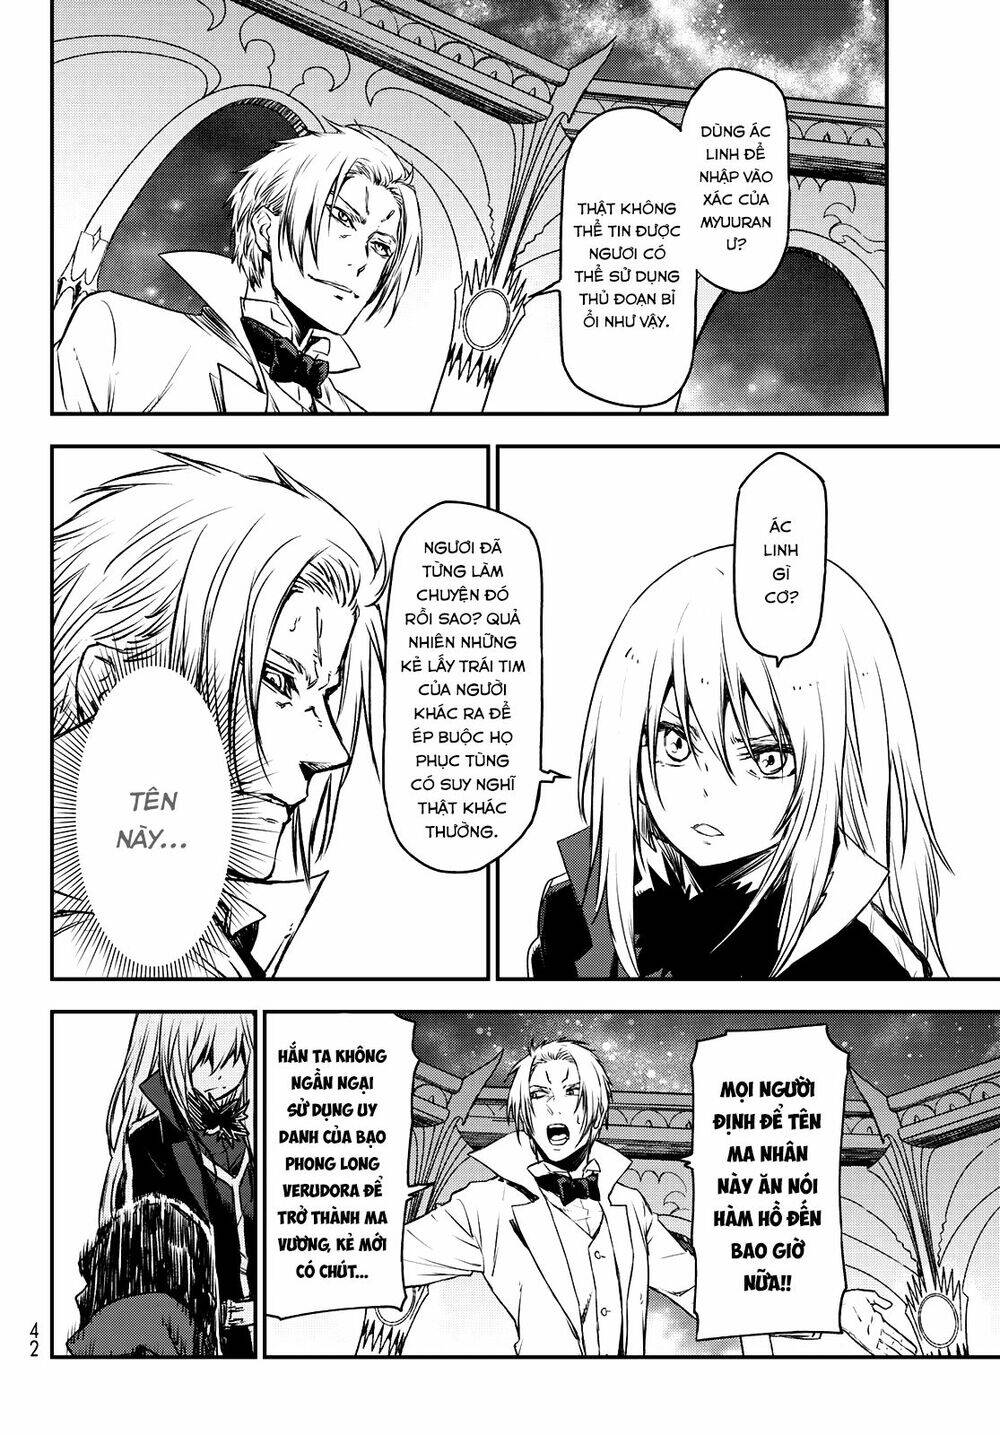 DÙNG ÁC
LINH ĐỂ
NHẬP VÀO
XÁC CỦA
MYUURAN
Ư?
THẬT KHÔNG
THỂ TIN ĐƯỢC
NGƯƠI CÓ
THỂ SỬ DỤNG
THỦ ĐOẠN BỈ
ỔI NHƯ VẬY.
ÁC
LINH
GÌ
CƠ?
NGƯƠI ĐÃ
TỪNG LÀM
CHUYỆN ĐÓ
RỒI SAO? QUẢ
NHIÊN NHỮNG
KẺ LẤY TRÁI TIM
CỦA NGƯỜI
KHÁC RA ĐỂ
ÉP BUỘC HỌ
PHỤC TÙNG
CÓ SUY NGHĨ
THẬT KHÁC
THƯỜNG.
TÊN
NÀY...
MỌI NGƯỜI
ĐỊNH ĐỂ TÊN
MA NHÂN
NÀY ĂN NÓI
HÀM HỒ ĐẾN
BAO GIỜ
NỮA!!
HẮN TA KHÔNG
NGẦN NGẠI
SỬ DỤNG UY
DANH CỦA BẠO
PHONG LONG
VERUDORA ĐỂ
TRỞ THÀNH MA
VƯƠNG, KẺ MỚI
CÓ CHÚT...
42